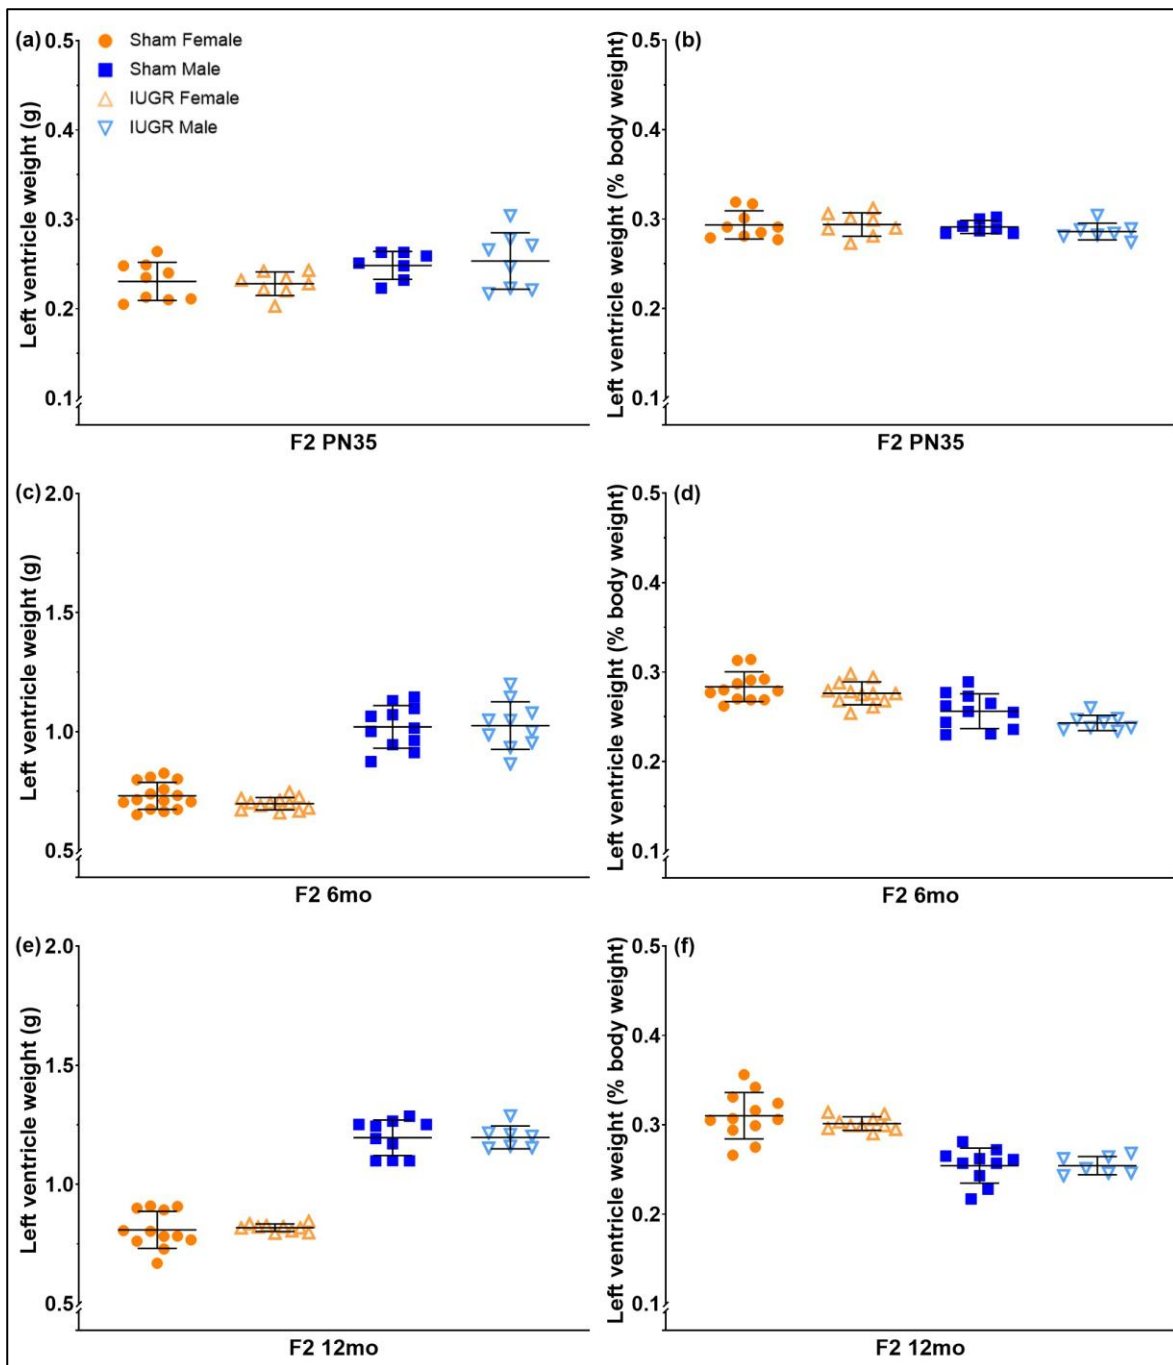 (a)
Sham Female
Sham Male
IUGR Female
IUGR Male
Left ventricle weight (g)
0.5
0.4
0.3
0.2
0.1
F2 PN35
(b)
Left ventricle weight (% body weight)
0.5
0.4
0.3
0.2
0.1
F2 PN35
(c)
Left ventricle weight (g)
2.0
1.5
1.0
0.5
F2 6mo
(d)
Left ventricle weight (% body weight)
0.5
0.4
0.3
0.2
0.1
F2 6mo
(e)
Left ventricle weight (g)
2.0
1.5
1.0
0.5
F2 12mo
(f)
Left ventricle weight (% body weight)
0.5
0.4
0.3
0.2
0.1
F2 12mo